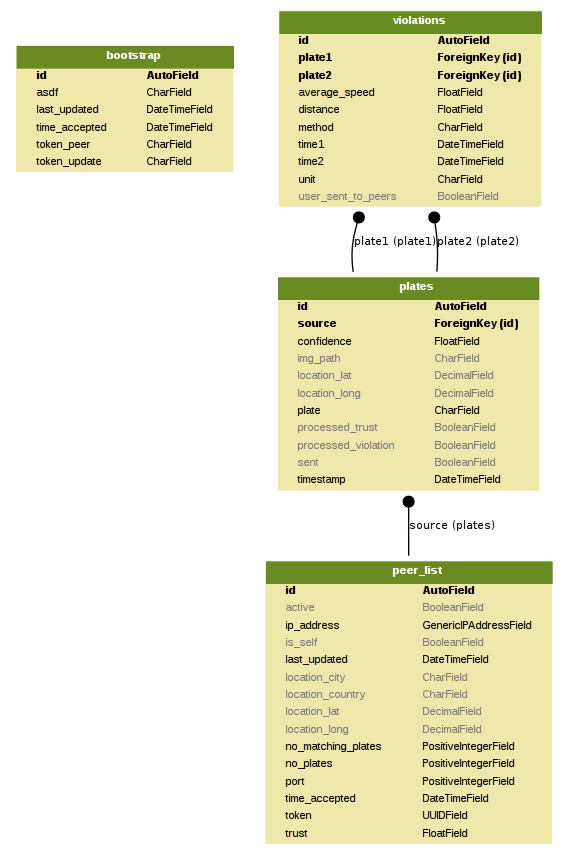 bootstrap
id AutoField
asdf CharField
last_updated DateTimeField
time_accepted DateTimeField
token_peer CharField
token_update CharField
violations
id AutoField
plate1 ForeignKey (id)
plate2 ForeignKey (id)
average_speed FloatField
distance FloatField
method CharField
time1 DateTimeField
time2 DateTimeField
unit CharField
user_sent_to_peers BooleanField
plate1 (plate1) plate2 (plate2)
plates
id AutoField
source ForeignKey (id)
confidence FloatField
img_path CharField
location_lat DecimalField
location_long DecimalField
plate CharField
processed_trust BooleanField
processed_violation BooleanField
sent BooleanField
timestamp DateTimeField
source (plates)
peer_list
id AutoField
active BooleanField
ip_address GenericIPAddressField
is_self BooleanField
last_updated DateTimeField
location_city CharField
location_country CharField
location_lat DecimalField
location_long DecimalField
no_matching_plates PositiveIntegerField
no_plates PositiveIntegerField
port PositiveIntegerField
time_accepted DateTimeField
token UUIDField
trust FloatField